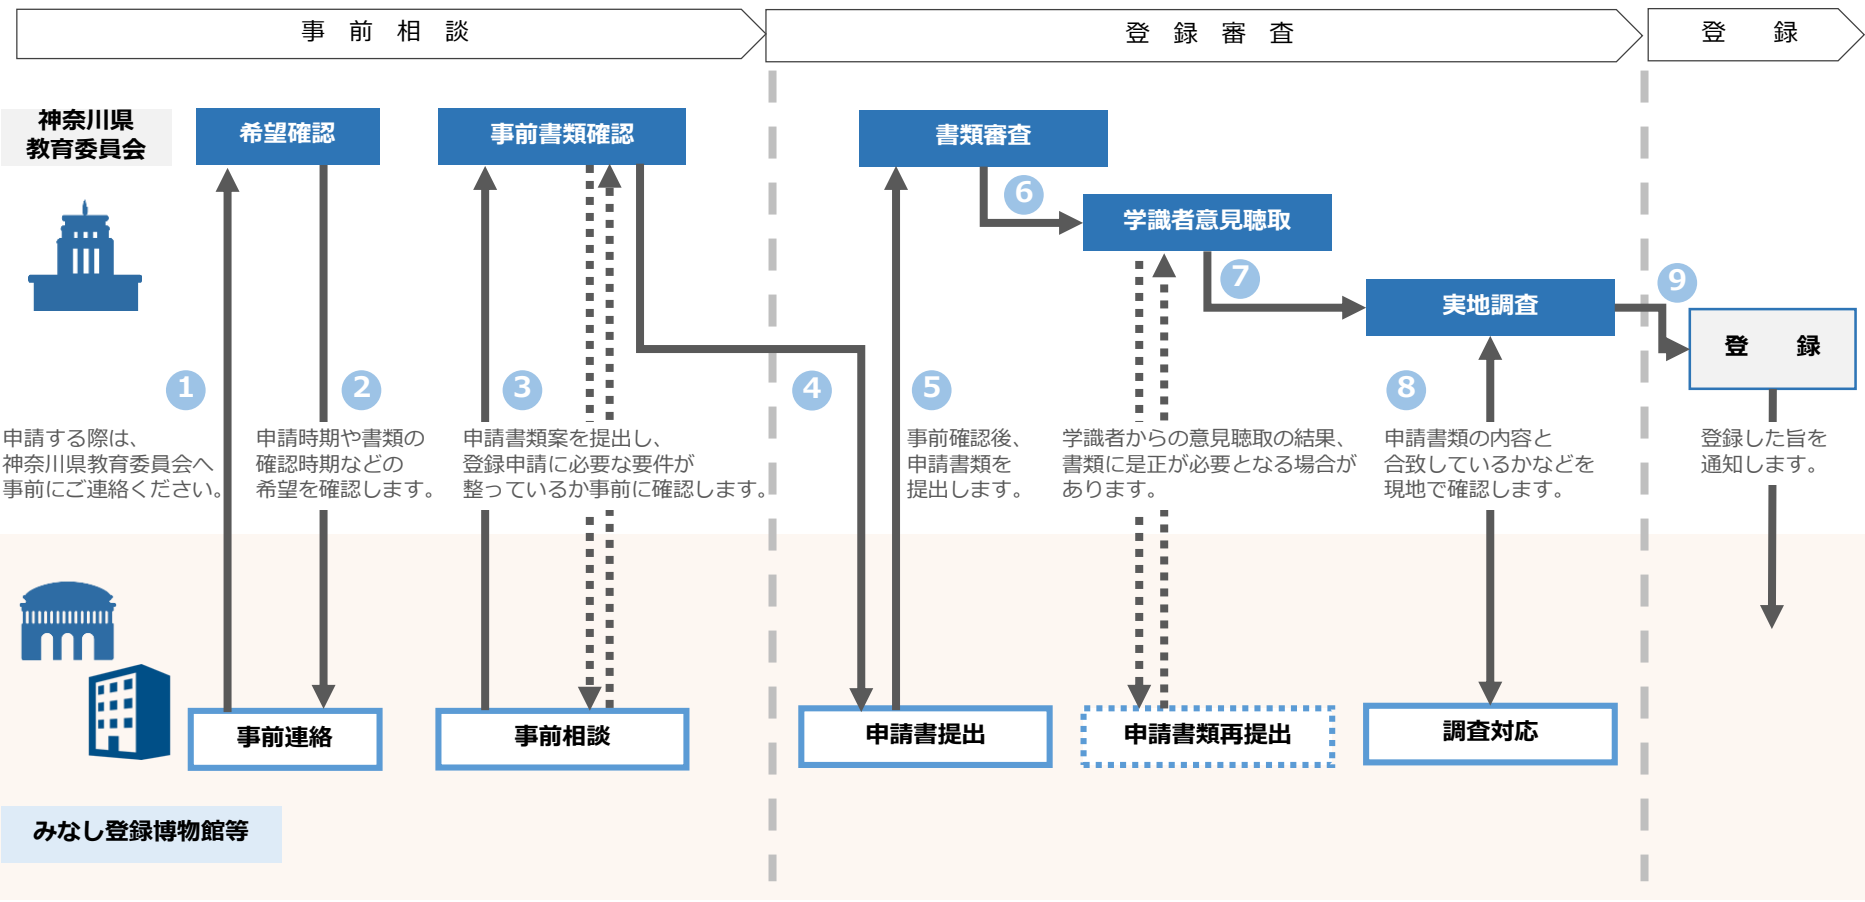 事前相談
登録審査
登録
神奈川県
教育委員会
希望確認
事前書類確認
書類審査
学識者意見聴取
実地調査
登録
1
2
3
4
5
6
7
8
9
申請する際は、
神奈川県教育委員会へ
事前にご連絡ください。
申請時期や書類の
確認時期などの
希望を確認します。
申請書類案を提出し、
登録申請に必要な要件が
整っているか事前に確認します。
事前確認後、
申請書類を
提出します。
学識者からの意見聴取の結果、
書類に是正が必要となる場合が
あります。
申請書類の内容と
合致しているかなどを
現地で確認します。
登録した旨を
通知します。
事前連絡
事前相談
申請書提出
申請書類再提出
調査対応
みなし登録博物館等